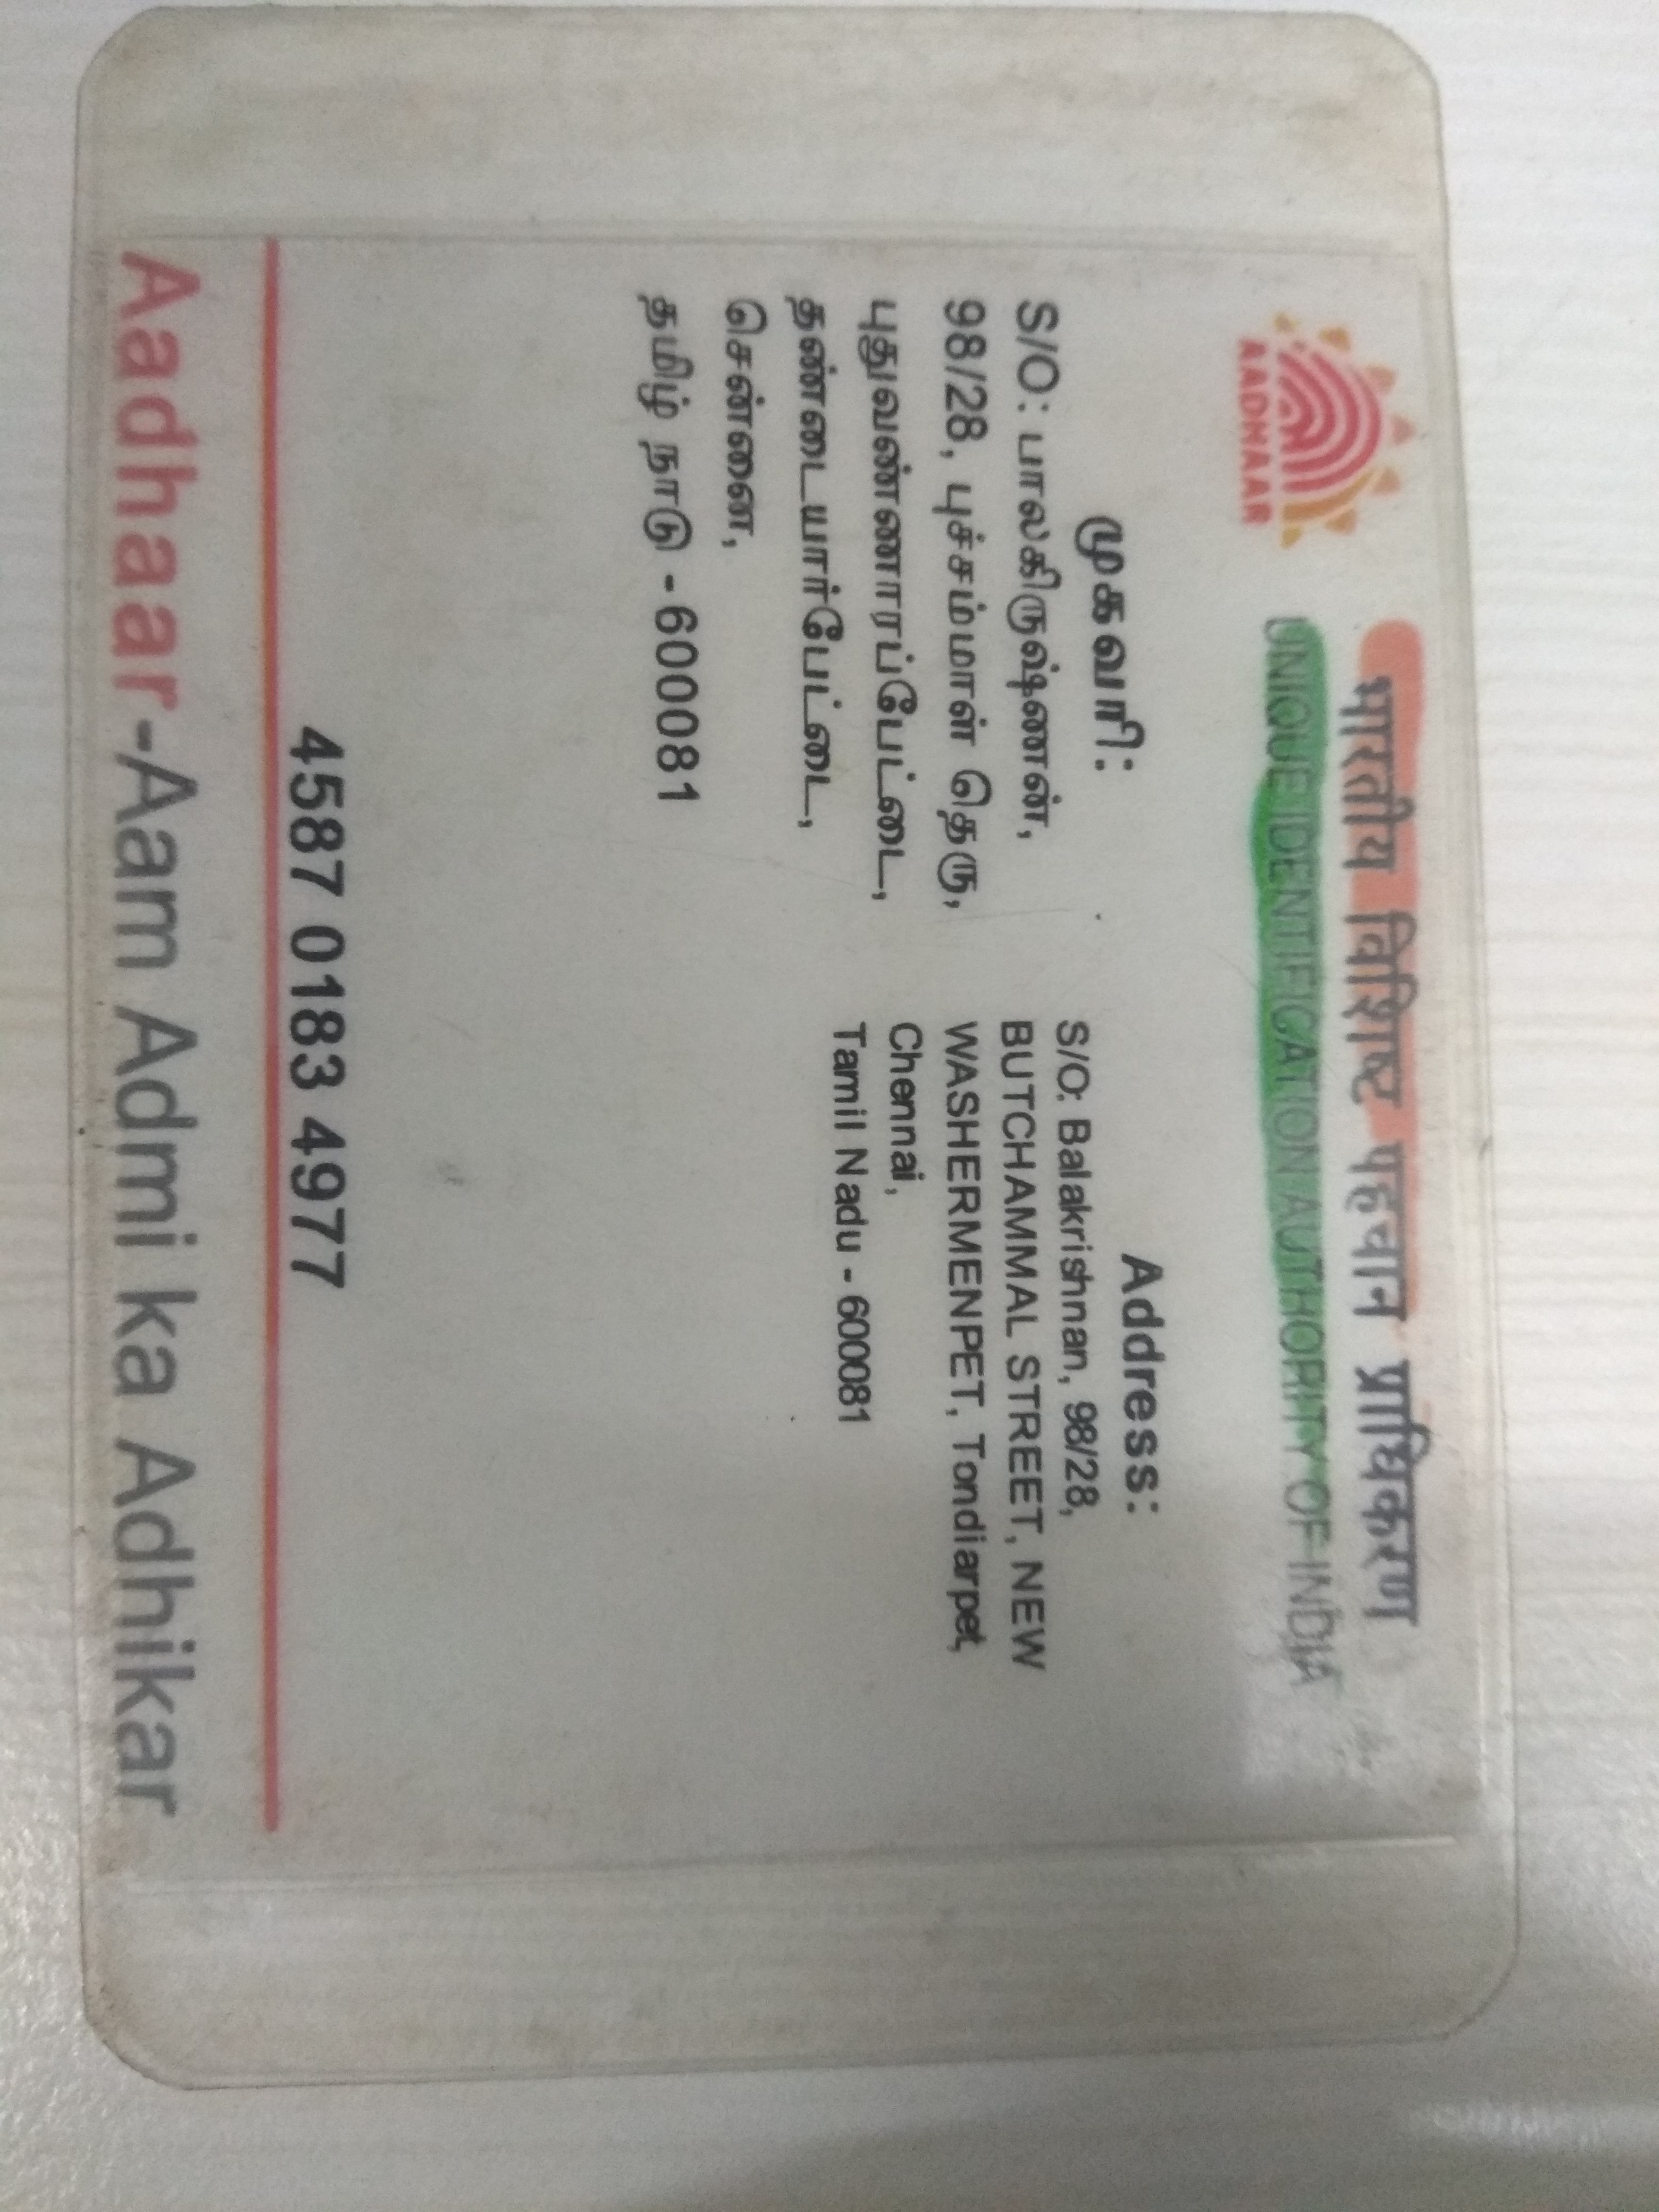 भारतीय विशिष्ट पहचान प्राधिकरण
UNIQUE IDENTIFICATION AUTHORITY OF INDIA
AADHAAR
முகவரி:
S/O: பாலகிருஷ்ணன்,
98/28, புச்சம்மாள் தெரு,
புதுவண்ணாரப்பேட்டை,
தண்டையார்பேட்டை,
சென்னை,
தமிழ் நாடு - 600081
Address:
S/O: Balakrishnan, 98/28,
BUTCHAMMAL STREET, NEW
WASHERMENPET, Tondiarpet,
Chennai,
Tamil Nadu - 600081
4587 0183 4977
Aadhaar-Aam Admi ka Adhikar